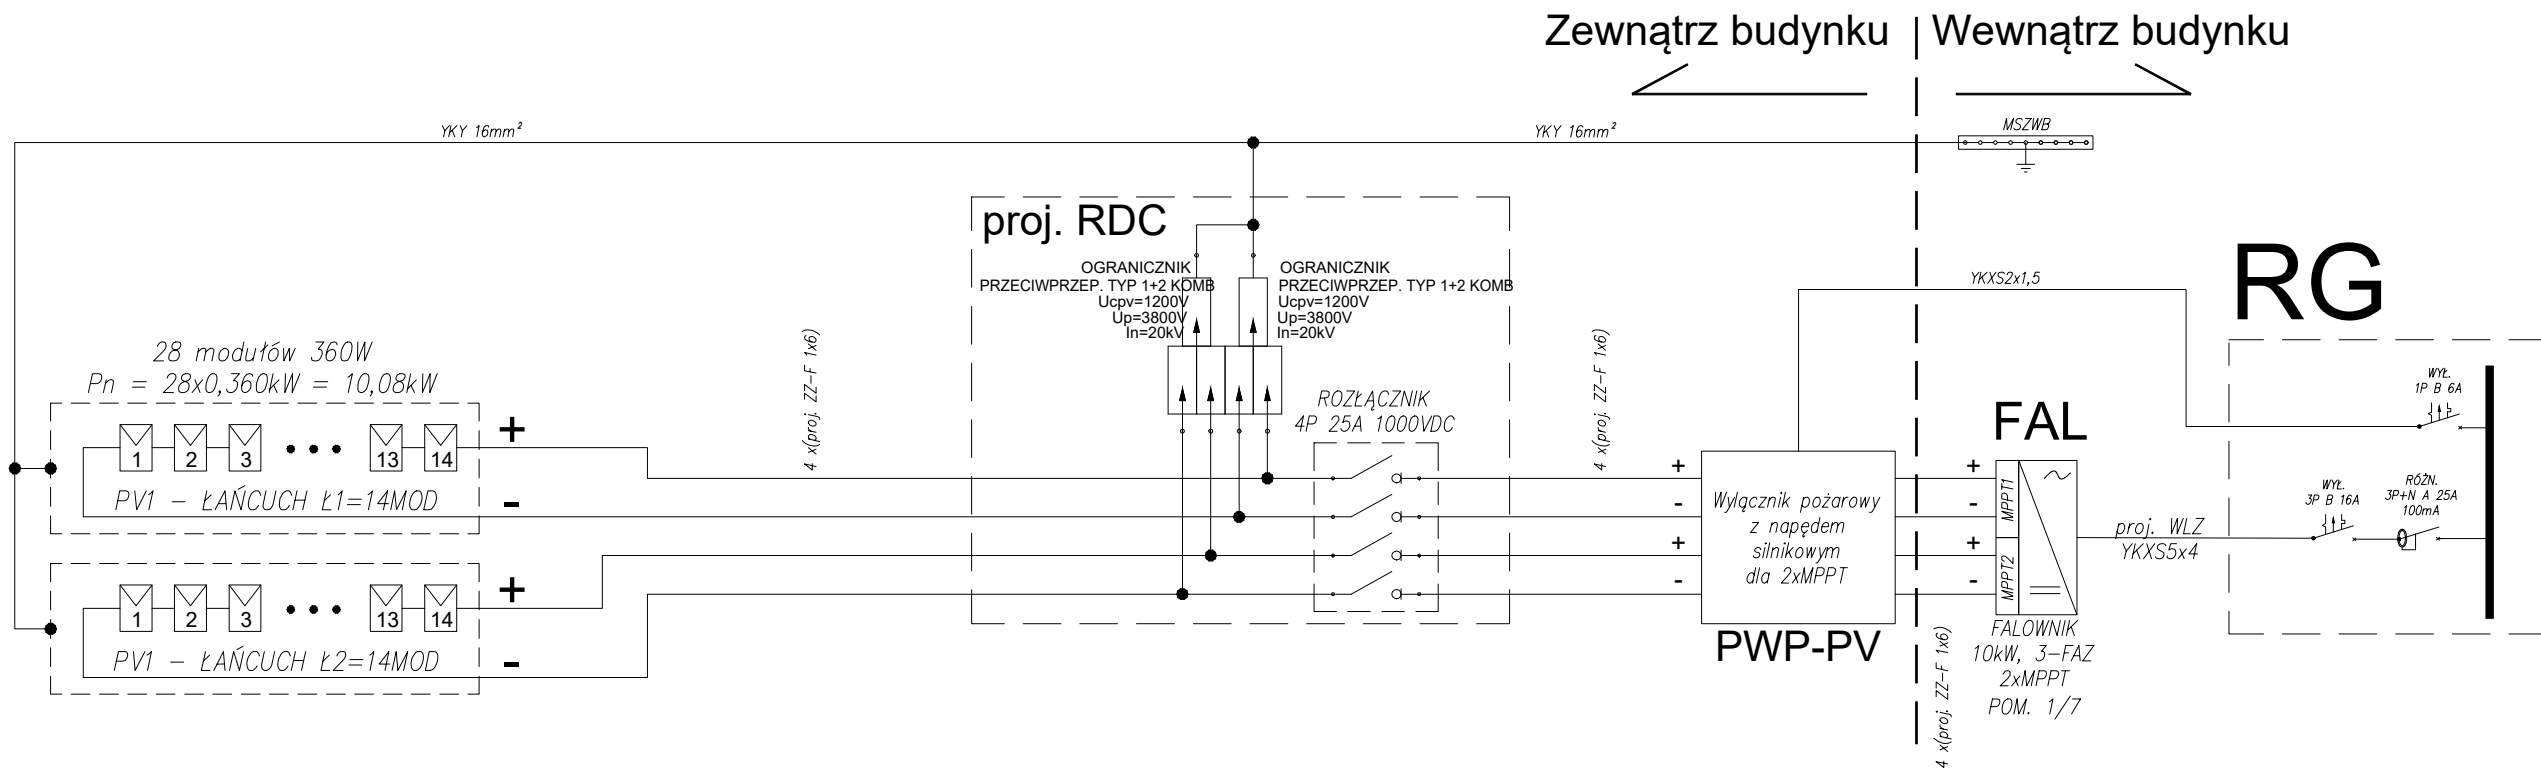 Zewnątrz budynku
Wewnątrz budynku
YKY 16mm²
YKY 16mm²
MSZWB
proj. RDC
OGRANICZNIK
PRZECIWPRZEP. TYP 1+2 KOMB
Ucpv=1200V
Up=3800V
In=20kV
OGRANICZNIK
PRZECIWPRZEP. TYP 1+2 KOMB
Ucpv=1200V
Up=3800V
In=20kV
YKXS2x1,5
RG
28 modułów 360W
Pn = 28x0,360kW = 10,08kW
4 x(proj. ZZ-F 1x6)
ROZŁĄCZNIK
4P 25A 1000VDC
4 x(proj. ZZ-F 1x6)
WYŁ.
1P B 6A
FAL
1 2 3 13 14
+
PV1 - ŁAŃCUCH Ł1=14MOD
-
+
-
+
-
Wyłącznik pożarowy
z napędem
silnikowym
dla 2xMPPT
PWP-PV
+
-
+
-
MPPT1
MPPT2
proj. WLZ
YKXS5x4
WYŁ.
3P B 16A
RÓŻN.
3P+N A 25A
100mA
1 2 3 13 14
+
PV1 - ŁAŃCUCH Ł2=14MOD
-
4 x(proj. ZZ-F 1x6)
FALOWNIK
10kW, 3-FAZ
2xMPPT
POM. 1/7